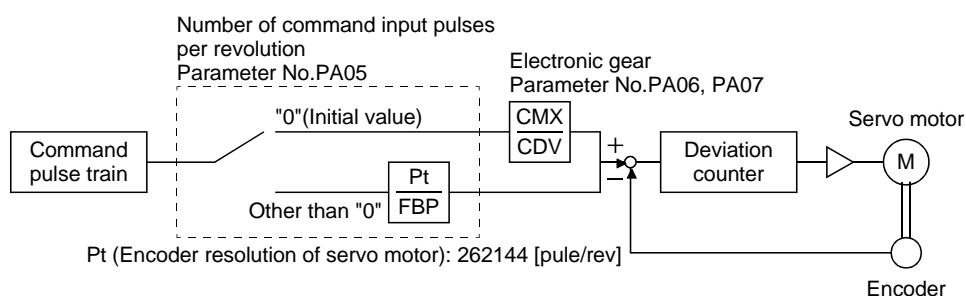 Number of command input pulses
per revolution
Parameter No.PA05
Electronic gear
Parameter No.PA06, PA07
"0"(Initial value)
CMX
CDV
Servo motor
Command
pulse train
+
−
Deviation
counter
M
Pt
FBP
Other than "0"
Pt (Encoder resolution of servo motor): 262144 [pule/rev]
Encoder